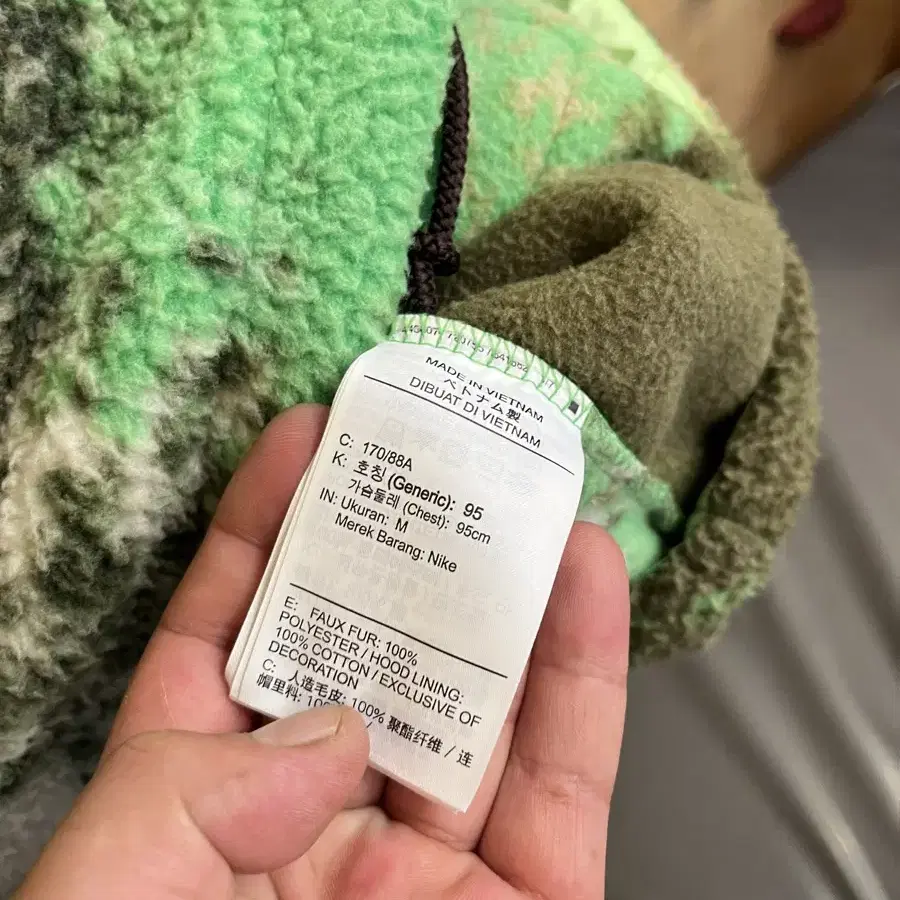 MADE IN VIETNAM
ベトナム製
DIBUAT DI VIETNAM
C: 170/88A
K: 호칭 (Generic): 95
가슴둘레 (Chest): 95cm
IN: Ukuran: M
Merek Barang: Nike
E: FAUX FUR: 100%
POLYESTER / HOOD LINING:
100% COTTON / EXCLUSIVE OF
DECORATION
C: 人造毛皮: 100% 聚酯纤维 / 连
帽里料: